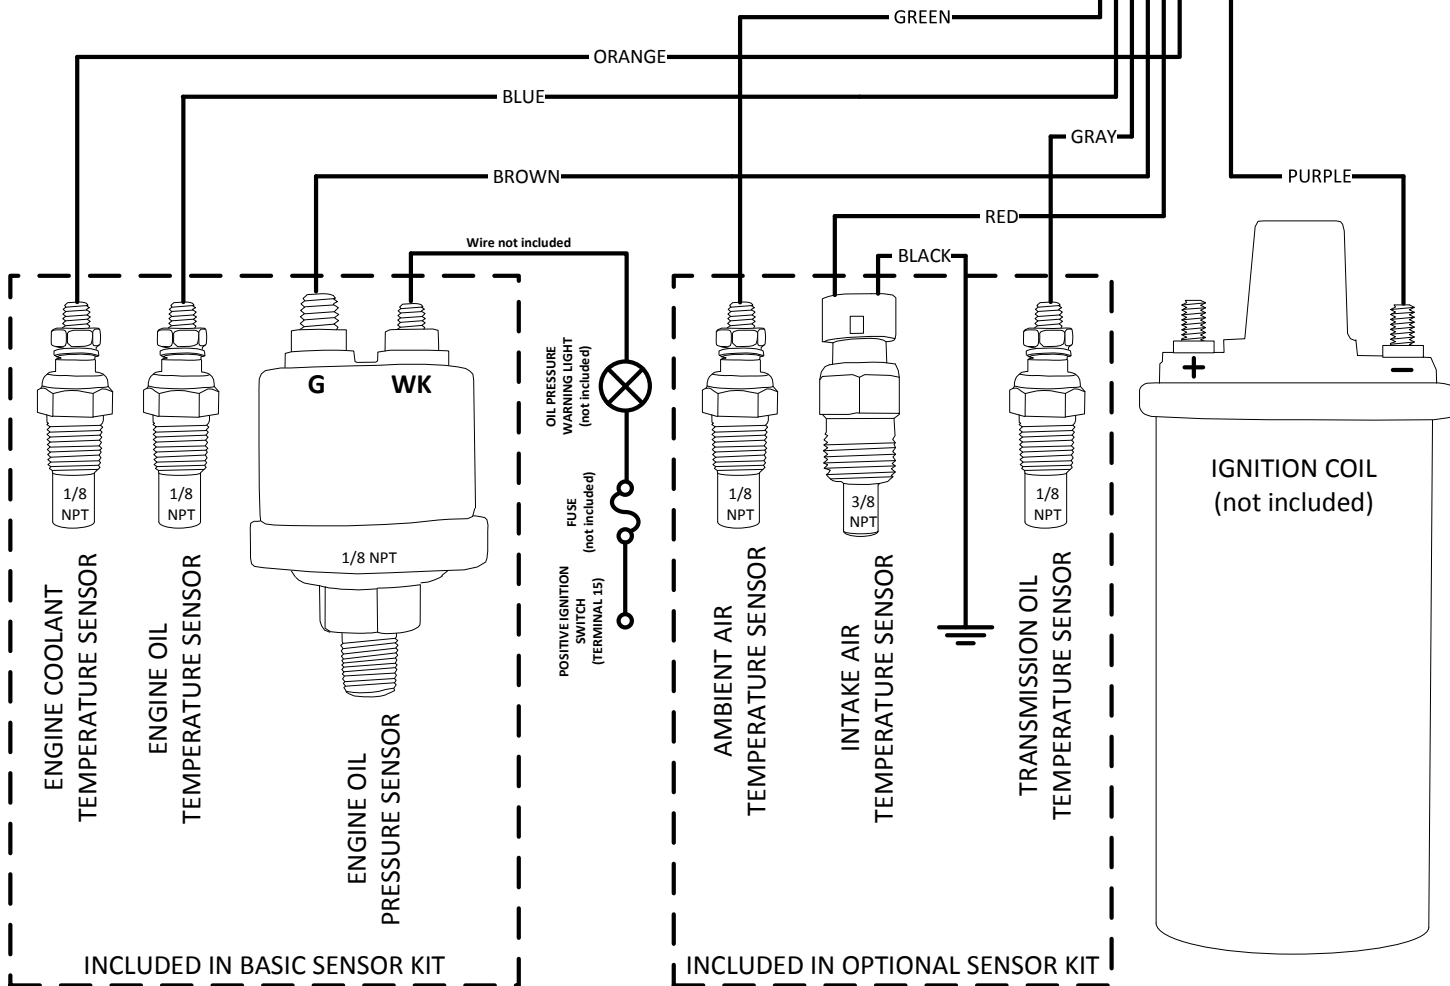 GREEN
ORANGE
BLUE
GRAY
BROWN
PURPLE
RED
Wire not included
BLACK
G
WK
+
−
OIL PRESSURE
WARNING LIGHT
(not included)
FUSE
(not included)
POSITIVE IGNITION
SWITCH
(TERMINAL 15)
1/8
NPT
1/8
NPT
1/8 NPT
1/8
NPT
3/8
NPT
1/8
NPT
IGNITION COIL
(not included)
ENGINE COOLANT
TEMPERATURE SENSOR
ENGINE OIL
TEMPERATURE SENSOR
ENGINE OIL
PRESSURE SENSOR
AMBIENT AIR
TEMPERATURE SENSOR
INTAKE AIR
TEMPERATURE SENSOR
TRANSMISSION OIL
TEMPERATURE SENSOR
INCLUDED IN BASIC SENSOR KIT
INCLUDED IN OPTIONAL SENSOR KIT